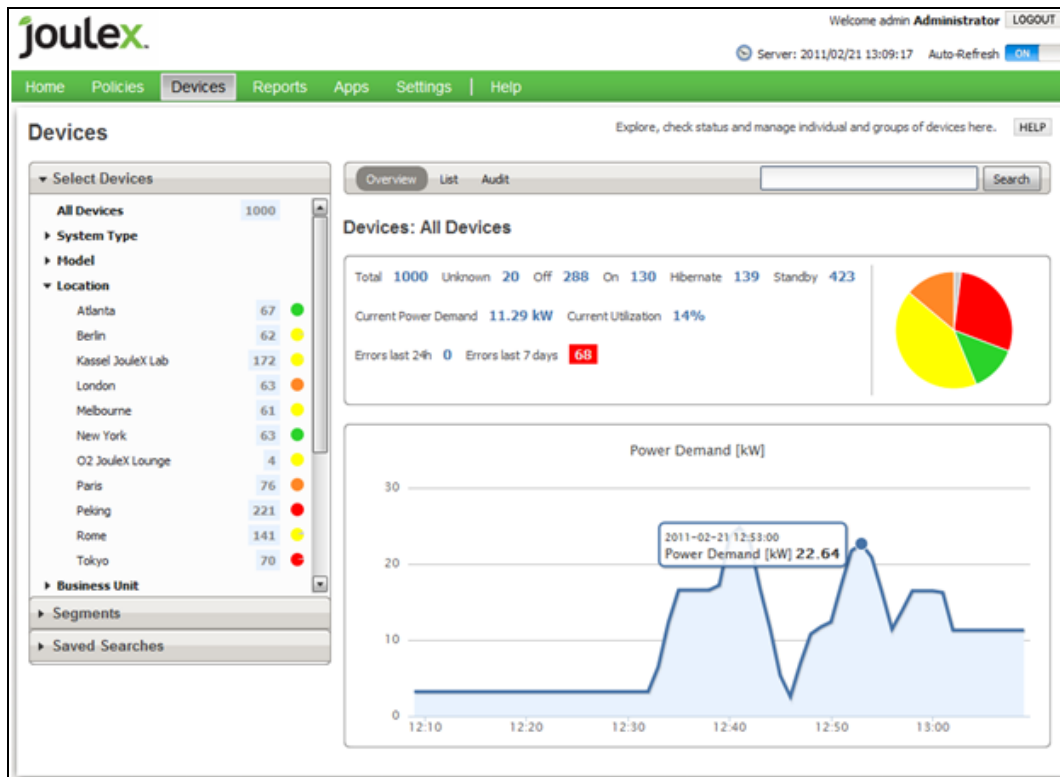 joulex.
Welcome admin Administrator LOGOUT
Server: 2011/02/21 13:09:17 Auto-Refresh ON
Home Policies Devices Reports Apps Settings | Help
Devices
Explore, check status and manage individual and groups of devices here. HELP
Select Devices
All Devices 1000
System Type
Model
Location
Atlanta 67
Berlin 62
Kassel JouleX Lab 172
London 63
Melbourne 61
New York 63
O2 JouleX Lounge 4
Paris 76
Peking 221
Rome 141
Tokyo 70
Business Unit
Segments
Saved Searches
Overview List Audit Search
Devices: All Devices
Total 1000 Unknown 20 Off 288 On 130 Hibernate 139 Standby 423
Current Power Demand 11.29 kW Current Utilization 14%
Errors last 24h 0 Errors last 7 days 68
Power Demand [kW]
30
20
10
0
2011-02-21 12:53:00
Power Demand [kW] 22.64
12:10 12:20 12:30 12:40 12:50 13:00